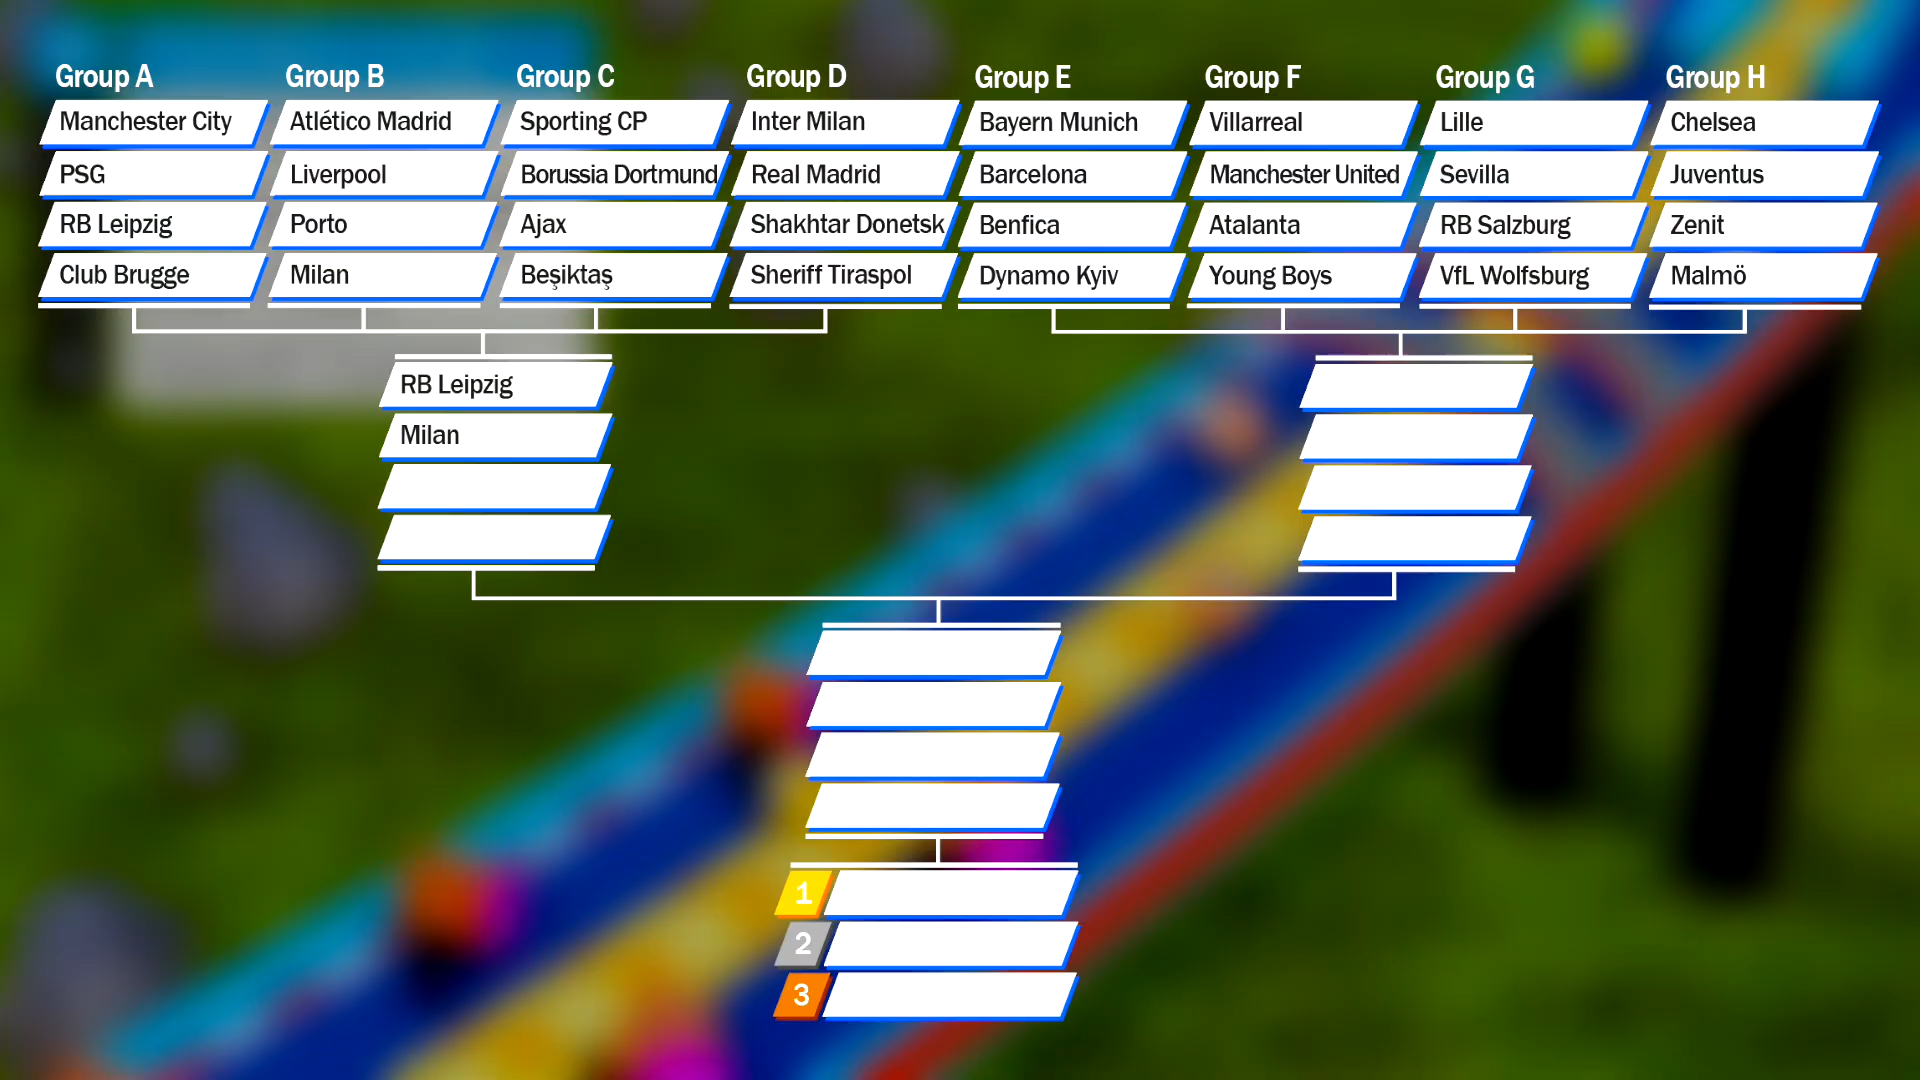 Group A
Manchester City
PSG
RB Leipzig
Club Brugge
Group B
Atlético Madrid
Liverpool
Porto
Milan
Group C
Sporting CP
Borussia Dortmund
Ajax
Beşiktaş
Group D
Inter Milan
Real Madrid
Shakhtar Donetsk
Sheriff Tiraspol
Group E
Bayern Munich
Barcelona
Benfica
Dynamo Kyiv
Group F
Villarreal
Manchester United
Atalanta
Young Boys
Group G
Lille
Sevilla
RB Salzburg
VfL Wolfsburg
Group H
Chelsea
Juventus
Zenit
Malmö
RB Leipzig
Milan
1
2
3